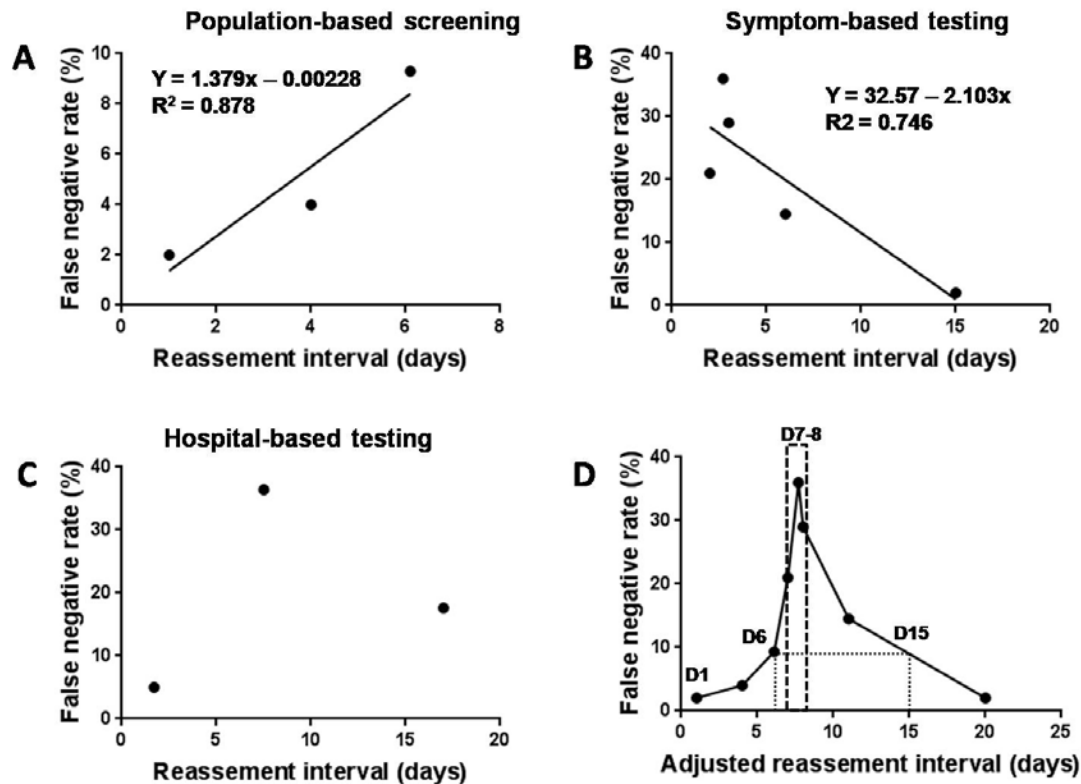 Population-based screening
A
Y = 1.379x – 0.00228
R² = 0.878
False negative rate (%)
10
8
6
4
2
0
0 2 4 6 8
Reassement interval (days)
Symptom-based testing
B
Y = 32.57 – 2.103x
R2 = 0.746
False negative rate (%)
40
30
20
10
0
0 5 10 15 20
Reassement interval (days)
Hospital-based testing
C
False negative rate (%)
40
30
20
10
0
0 5 10 15 20
Reassement interval (days)
D
D7-8
D6
D15
D1
False negative rate (%)
40
30
20
10
0
0 5 10 15 20 25
Adjusted reassement interval (days)